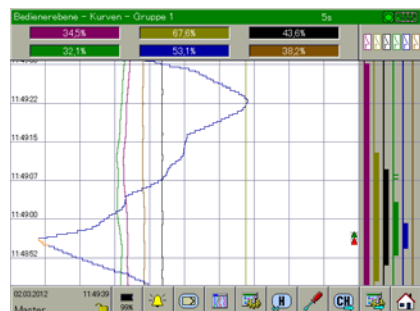 Bedienerebene - Kurven - Gruppe 1 5s
34,5% 67,6% 43,6%
32,1% 53,1% 38,2%
11:49:22
11:49:15
11:49:07
11:49:00
11:48:52
02.03.2012 11:49:39
Master
99%
H
CH